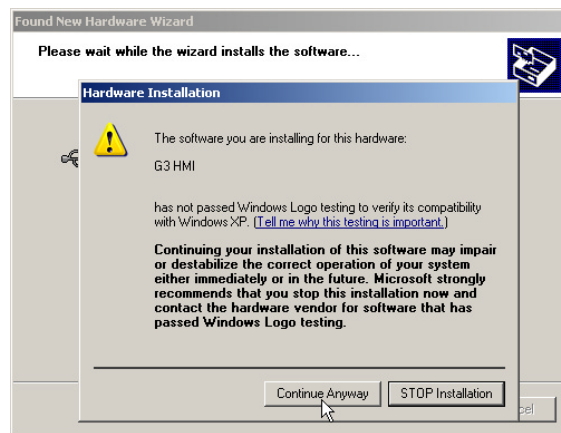 Found New Hardware Wizard
Please wait while the wizard installs the software...
Hardware Installation
The software you are installing for this hardware:
G3 HMI
has not passed Windows Logo testing to verify its compatibility
with Windows XP. (Tell me why this testing is important.)
Continuing your installation of this software may impair
or destabilize the correct operation of your system
either immediately or in the future. Microsoft strongly
recommends that you stop this installation now and
contact the hardware vendor for software that has
passed Windows Logo testing.
Continue Anyway
STOP Installation